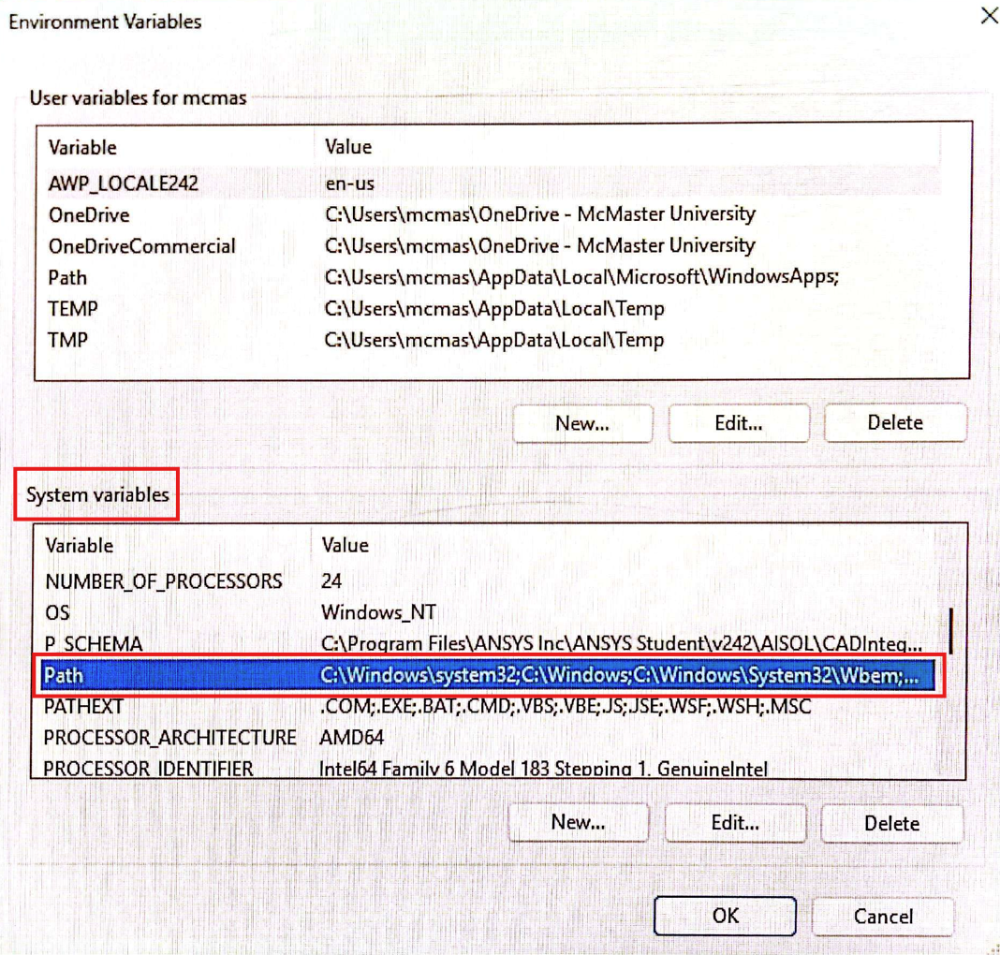 Environment Variables
User variables for mcmas
Variable Value
AWP_LOCALE242 en-us
OneDrive C:\Users\mcmas\OneDrive - McMaster University
OneDriveCommercial C:\Users\mcmas\OneDrive - McMaster University
Path C:\Users\mcmas\AppData\Local\Microsoft\WindowsApps;
TEMP C:\Users\mcmas\AppData\Local\Temp
TMP C:\Users\mcmas\AppData\Local\Temp
New... Edit... Delete
System variables
Variable Value
NUMBER_OF_PROCESSORS 24
OS Windows_NT
P_SCHEMA C:\Program Files\ANSYS Inc\ANSYS Student\v242\AISOL\CADInteg...
Path C:\Windows\system32;C:\Windows;C:\Windows\System32\Wbem;...
PATHEXT .COM;.EXE;.BAT;.CMD;.VBS;.VBE;.JS;.JSE;.WSF;.WSH;.MSC
PROCESSOR_ARCHITECTURE AMD64
PROCESSOR_IDENTIFIER Intel64 Family 6 Model 183 Stepping 1, GenuineIntel
New... Edit... Delete
OK Cancel